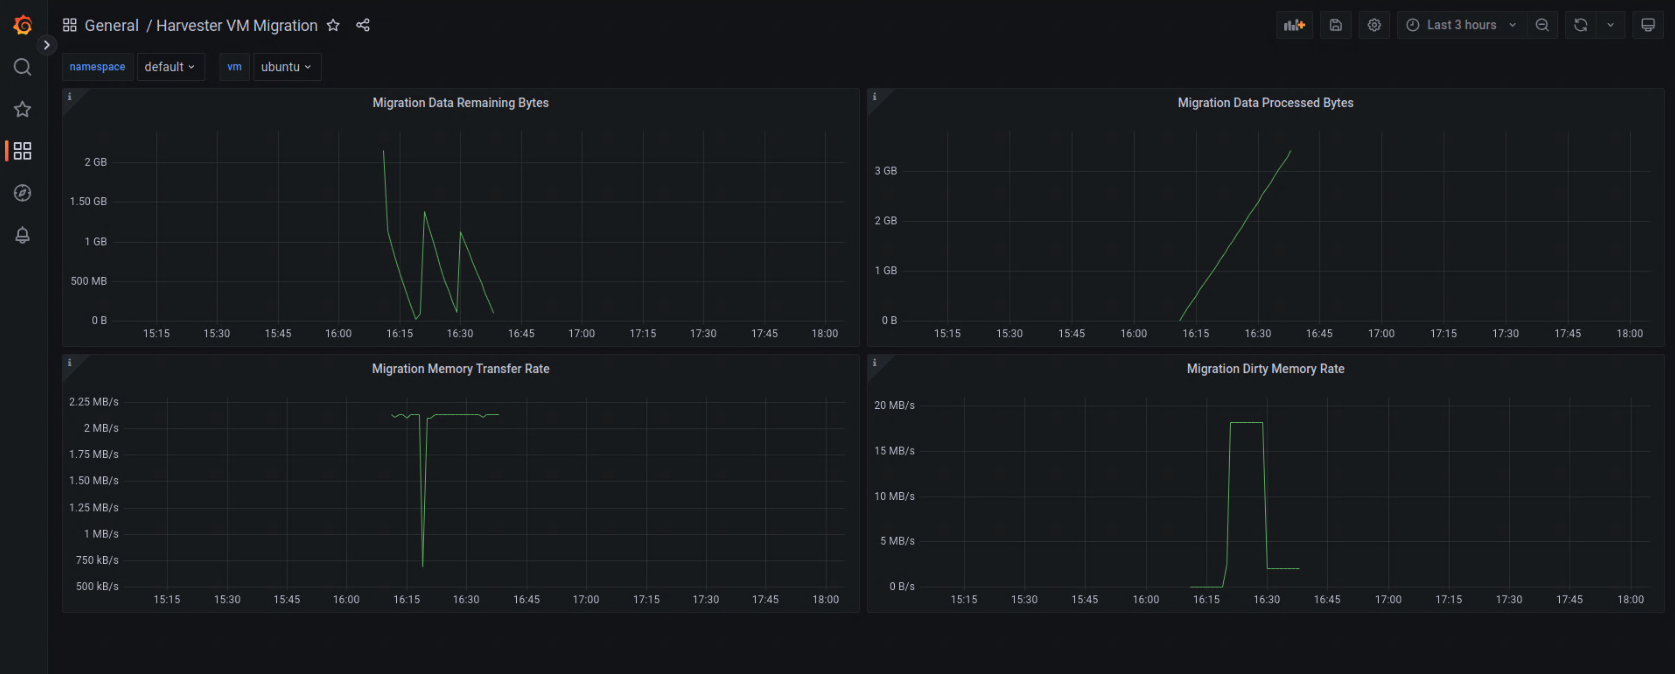 General / Harvester VM Migration
Last 3 hours
namespace default vm ubuntu
i
Migration Data Remaining Bytes
2 GB
1.50 GB
1 GB
500 MB
0 B
15:15 15:30 15:45 16:00 16:15 16:30 16:45 17:00 17:15 17:30 17:45 18:00
i
Migration Data Processed Bytes
3 GB
2 GB
1 GB
0 B
15:15 15:30 15:45 16:00 16:15 16:30 16:45 17:00 17:15 17:30 17:45 18:00
i
Migration Memory Transfer Rate
2.25 MB/s
2 MB/s
1.75 MB/s
1.50 MB/s
1.25 MB/s
1 MB/s
750 kB/s
500 kB/s
15:15 15:30 15:45 16:00 16:15 16:30 16:45 17:00 17:15 17:30 17:45 18:00
i
Migration Dirty Memory Rate
20 MB/s
15 MB/s
10 MB/s
5 MB/s
0 B/s
15:15 15:30 15:45 16:00 16:15 16:30 16:45 17:00 17:15 17:30 17:45 18:00